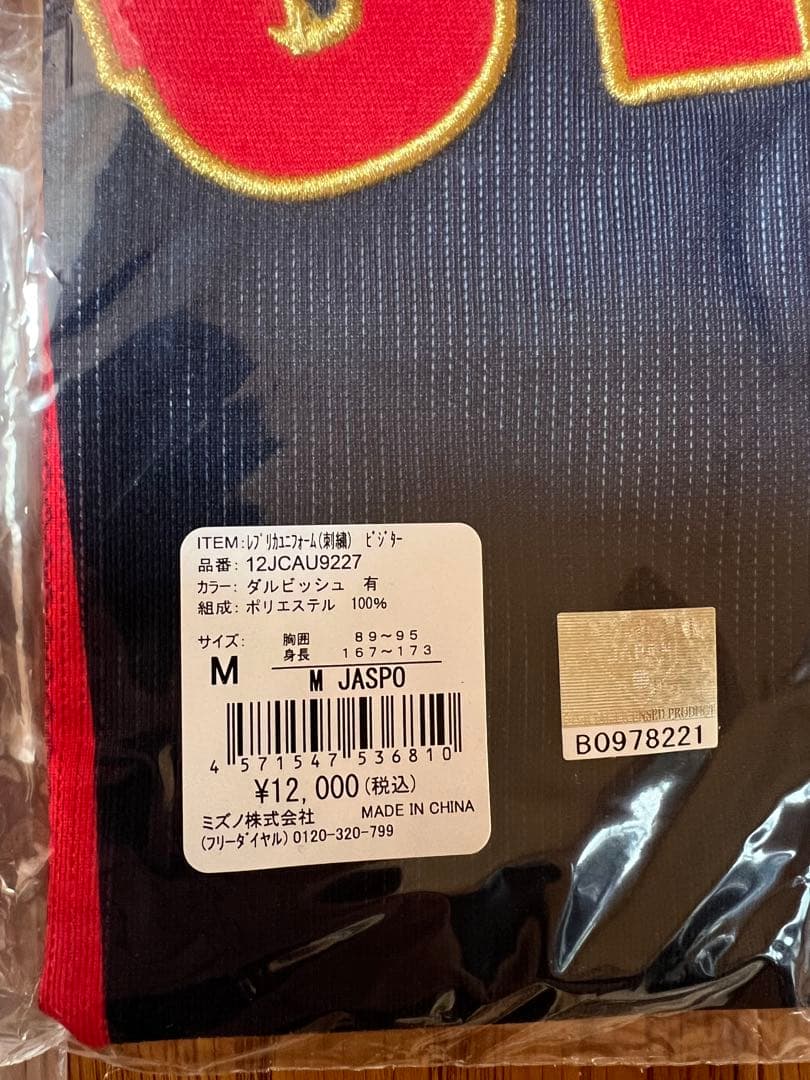 ITEM:ﾚﾌﾟﾘｶﾕﾆﾌｫｰﾑ(刺繍) ﾋﾞｼﾞﾀｰ
品番: 12JCAU9227
カラー: ダルビッシュ 有
組成: ポリエステル 100%
サイズ: 胸囲 89~95
M 身長 167~173
M JASPO
4 571547 536810
¥12,000(税込)
ミズノ株式会社 MADE IN CHINA
(フリーダイヤル) 0120-320-799
PRODUCT
B0978221